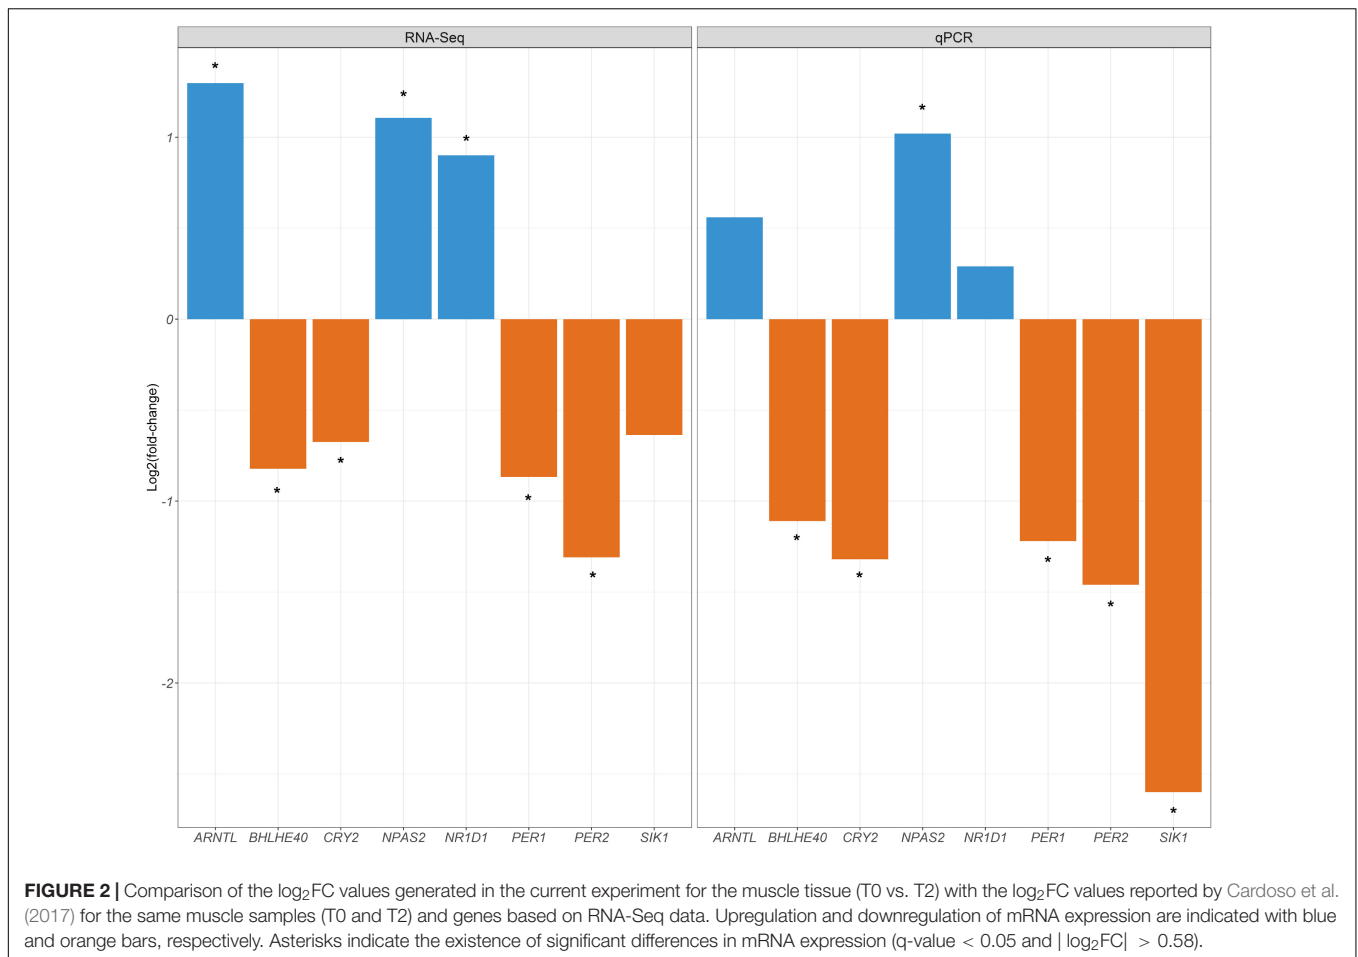 RNA-Seq
qPCR
* * * * * * *
* * * * * *
1
0
-1
-2
Log2(fold-change)
ARNTL BHLHE40 CRY2 NPAS2 NR1D1 PER1 PER2 SIK1
ARNTL BHLHE40 CRY2 NPAS2 NR1D1 PER1 PER2 SIK1
FIGURE 2 | Comparison of the log₂FC values generated in the current experiment for the muscle tissue (T0 vs. T2) with the log₂FC values reported by Cardoso et al.
(2017) for the same muscle samples (T0 and T2) and genes based on RNA-Seq data. Upregulation and downregulation of mRNA expression are indicated with blue
and orange bars, respectively. Asterisks indicate the existence of significant differences in mRNA expression (q-value < 0.05 and | log₂FC| > 0.58).